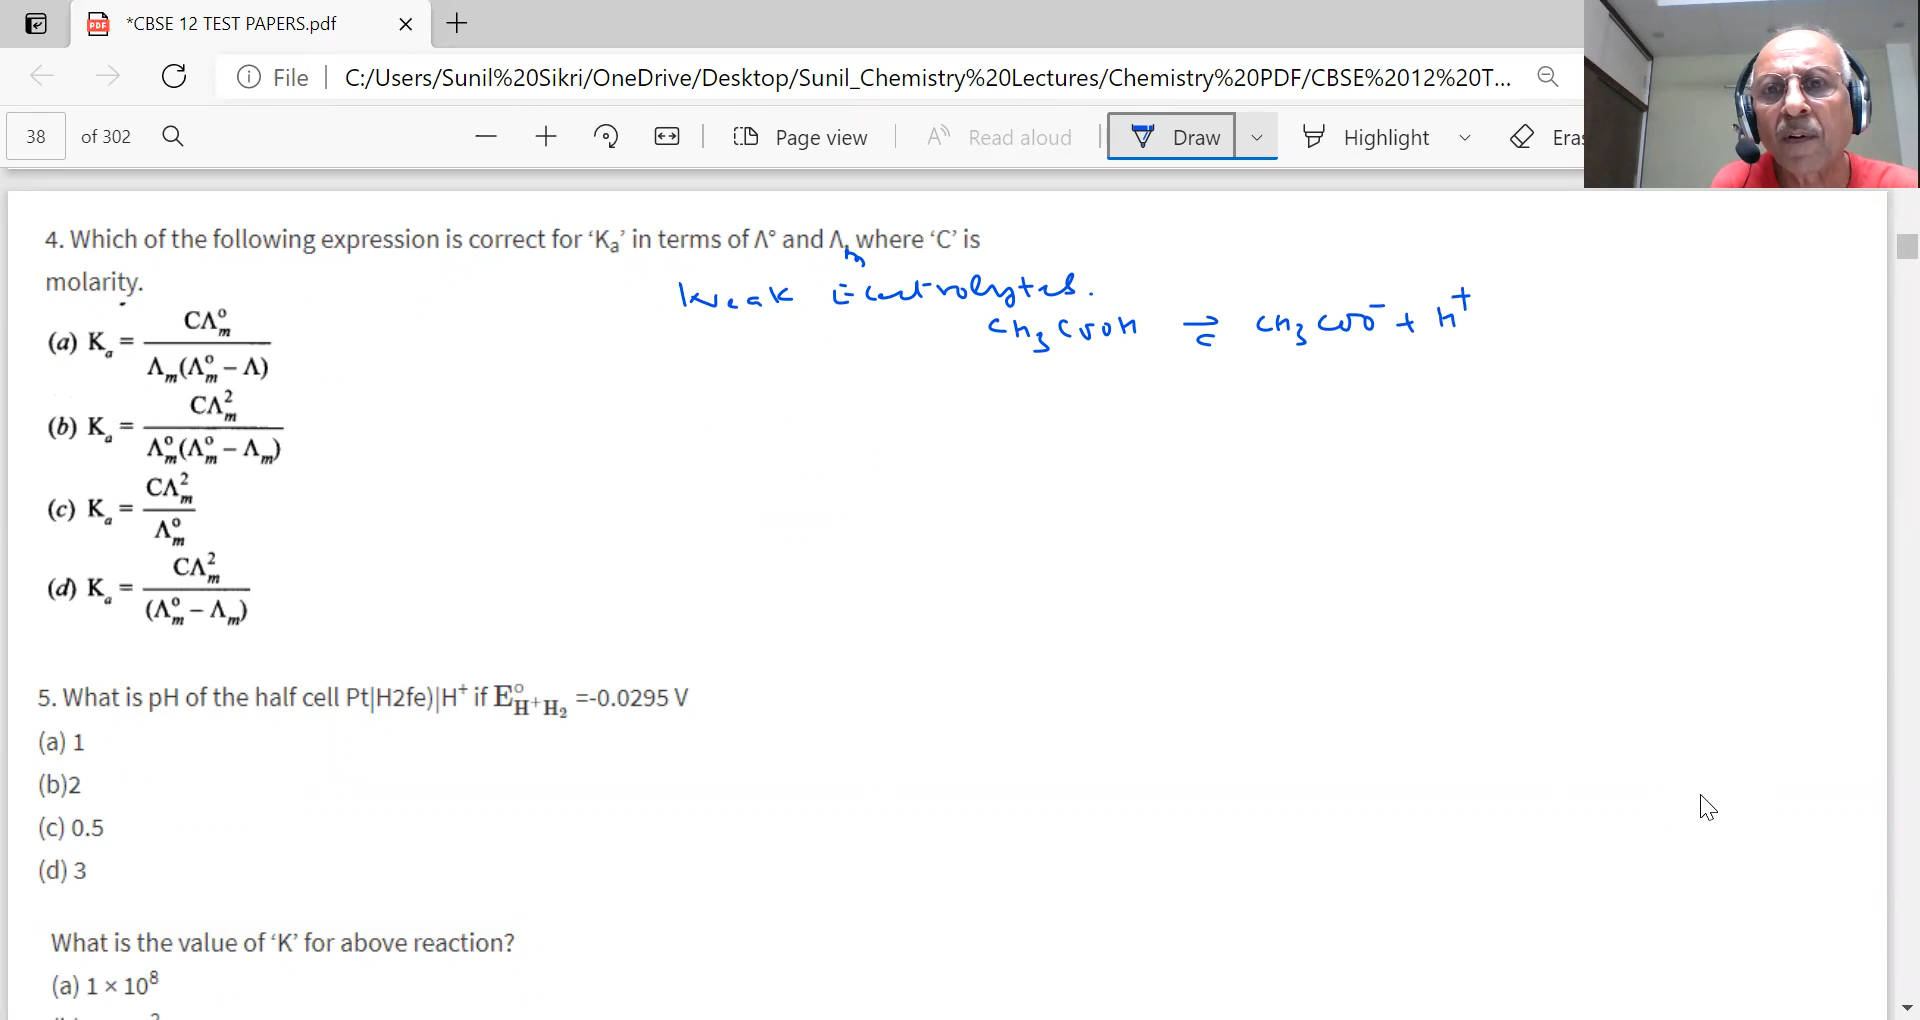 *CBSE 12 TEST PAPERS.pdf
File | C:/Users/Sunil%20Sikri/OneDrive/Desktop/Sunil_Chemistry%20Lectures/Chemistry%20PDF/CBSE%2012%20T...
38 of 302 Page view Read aloud Draw Highlight Eras
4. Which of the following expression is correct for ‘Kₐ’ in terms of Λ° and Λ, where ‘C’ is
m
molarity.
Weak Electrolytes.
CH₃COOH ⇌ CH₃COO⁻ + H⁺
C
(a) Kₐ = CΛ°ₘ / Λₘ(Λ°ₘ – Λ)
(b) Kₐ = CΛ²ₘ / Λ°ₘ(Λ°ₘ – Λₘ)
(c) Kₐ = CΛ²ₘ / Λ°ₘ
(d) Kₐ = CΛ²ₘ / (Λ°ₘ – Λₘ)
5. What is pH of the half cell Pt|H2fe)|H⁺ if E°H⁺H₂ =-0.0295 V
(a) 1
(b)2
(c) 0.5
(d) 3
What is the value of ‘K’ for above reaction?
(a) 1 × 10⁸